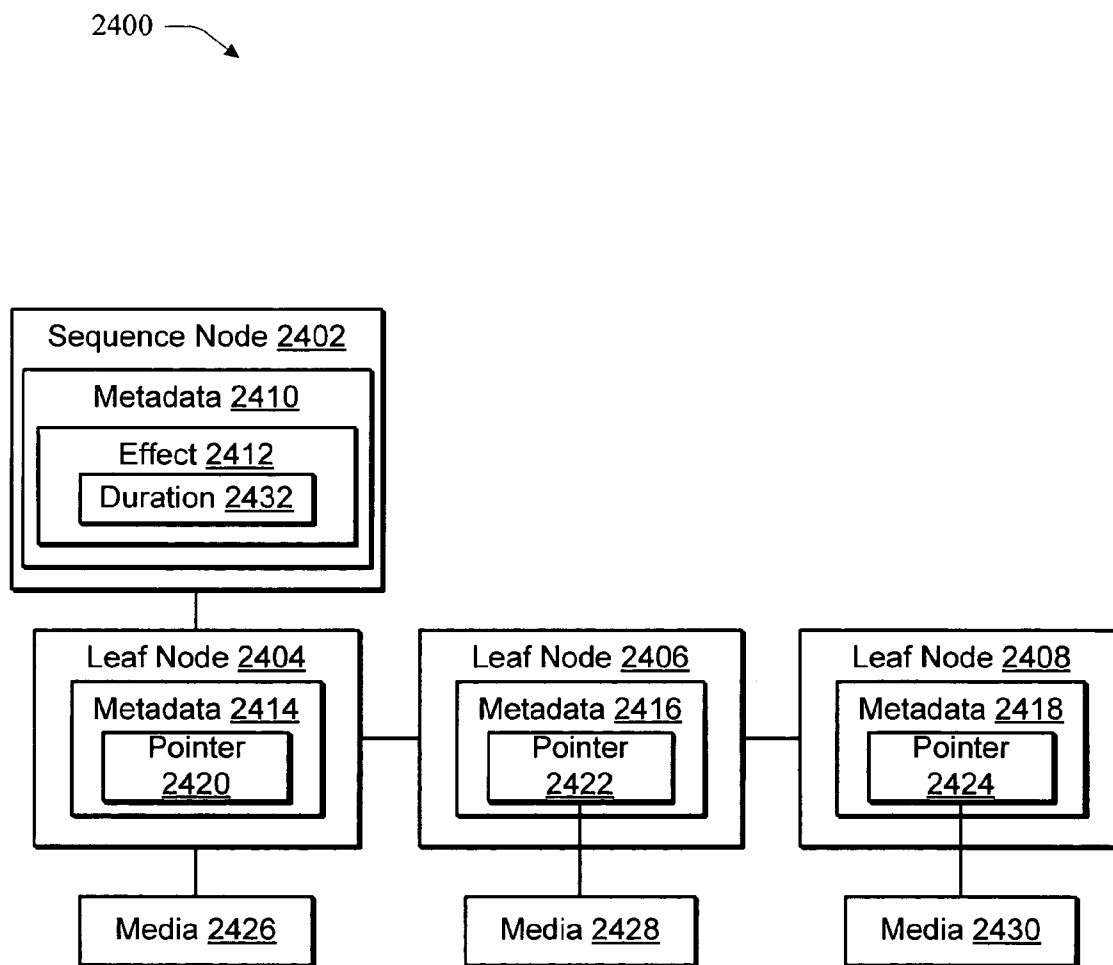 2400
Sequence Node 2402
Metadata 2410
Effect 2412
Duration 2432
Leaf Node 2404
Metadata 2414
Pointer
2420
Leaf Node 2406
Metadata 2416
Pointer
2422
Leaf Node 2408
Metadata 2418
Pointer
2424
Media 2426
Media 2428
Media 2430